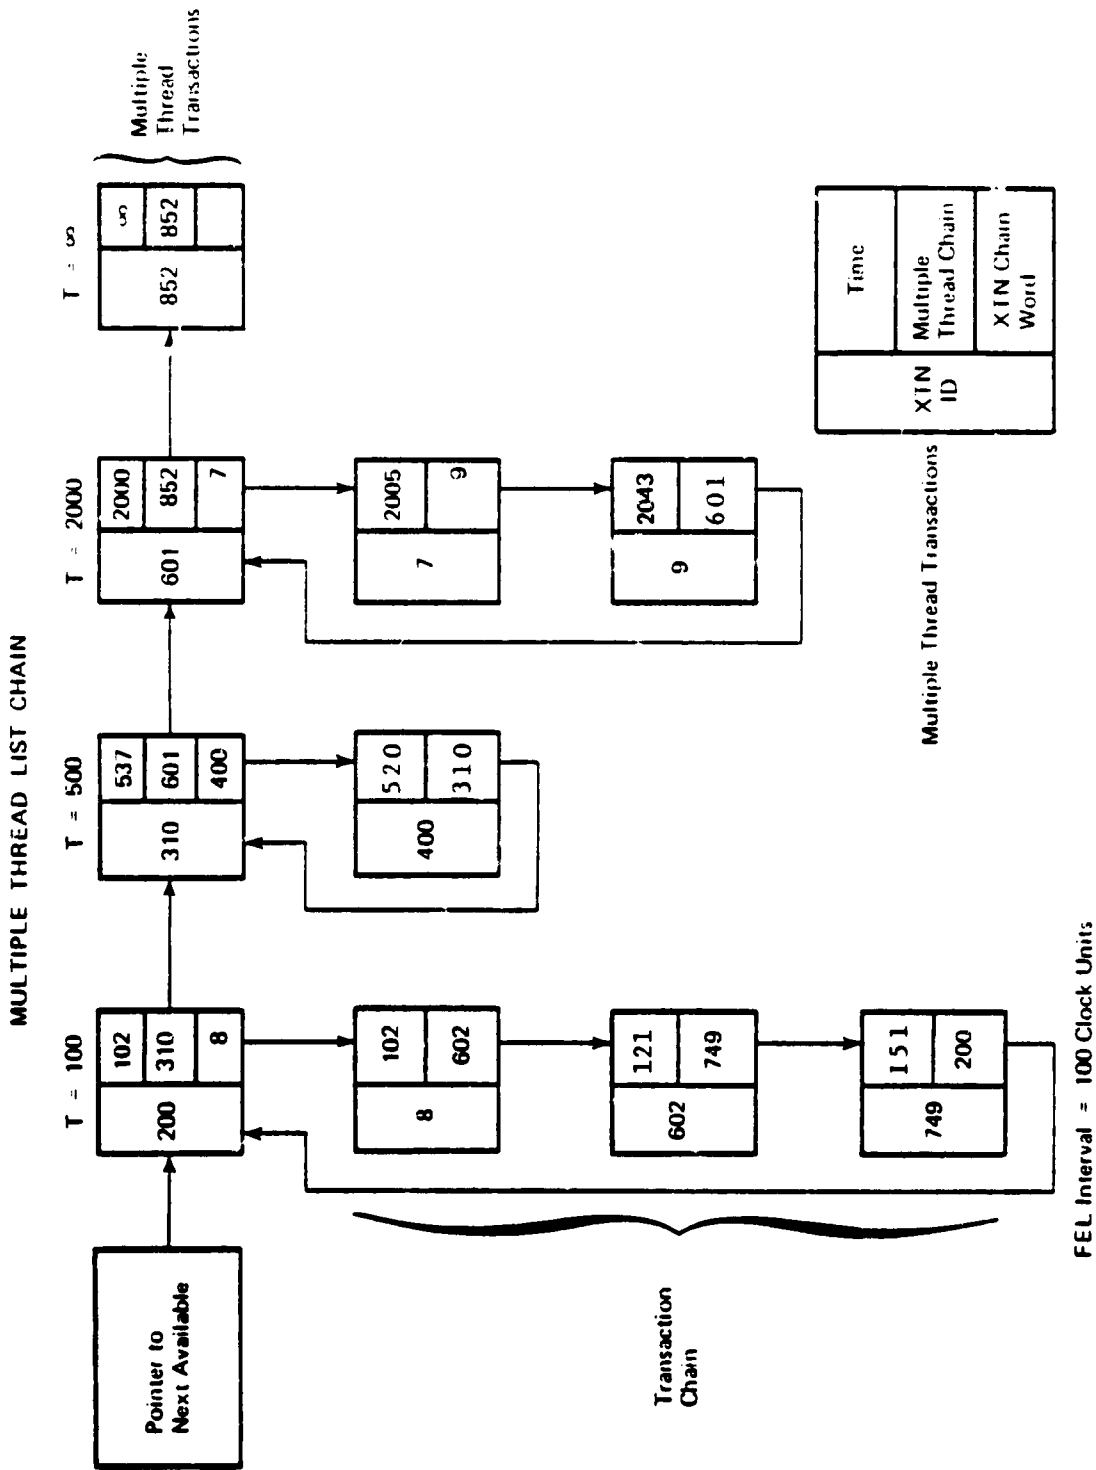 MULTIPLE THREAD LIST CHAIN
T = 100
T = 500
T = 2000
T = ∞
Pointer to
Next Available
200
102
310
8
310
537
601
400
601
2000
852
7
852
∞
852
Multiple
Thread
Transactions
8
102
602
400
520
310
7
2005
9
602
121
749
9
2043
601
749
151
200
Transaction
Chain
Multiple Thread Transactions
XTN
ID
Time
Multiple
Thread Chain
XTN Chain
Word
FEL Interval = 100 Clock Units